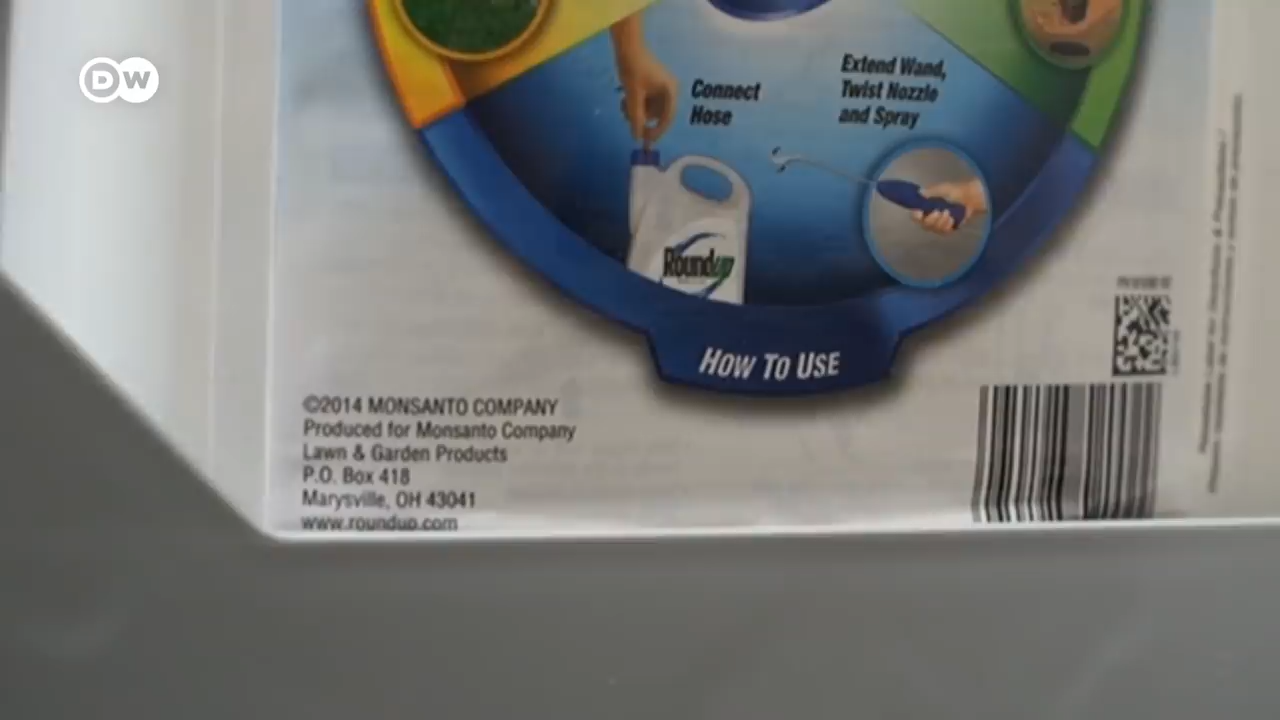 DW
Connect
Hose
Extend Wand,
Twist Nozzle
and Spray
Roundup
HOW TO USE
©2014 MONSANTO COMPANY
Produced for Monsanto Company
Lawn & Garden Products
P.O. Box 418
Marysville, OH 43041
www.roundup.com